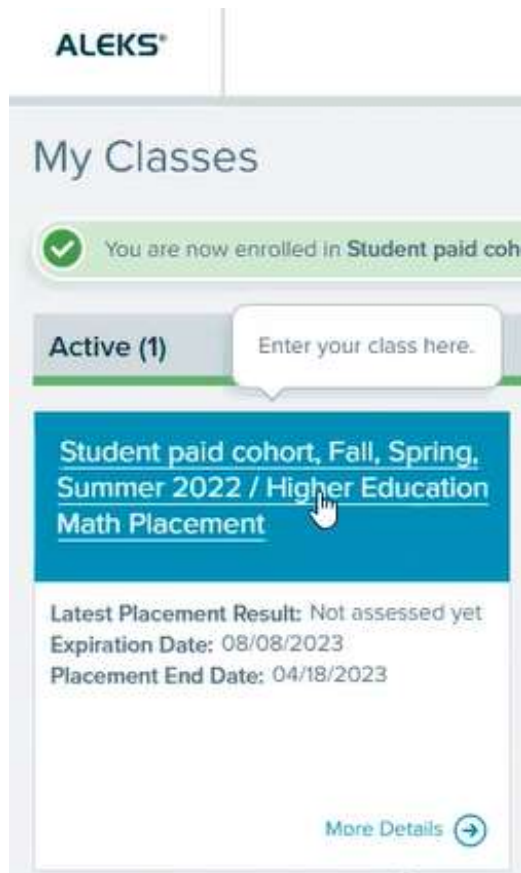 ALEKS®
My Classes
You are now enrolled in Student paid coh
Active (1)
Enter your class here.
Student paid cohort, Fall, Spring,
Summer 2022 / Higher Education
Math Placement
Latest Placement Result: Not assessed yet
Expiration Date: 08/08/2023
Placement End Date: 04/18/2023
More Details